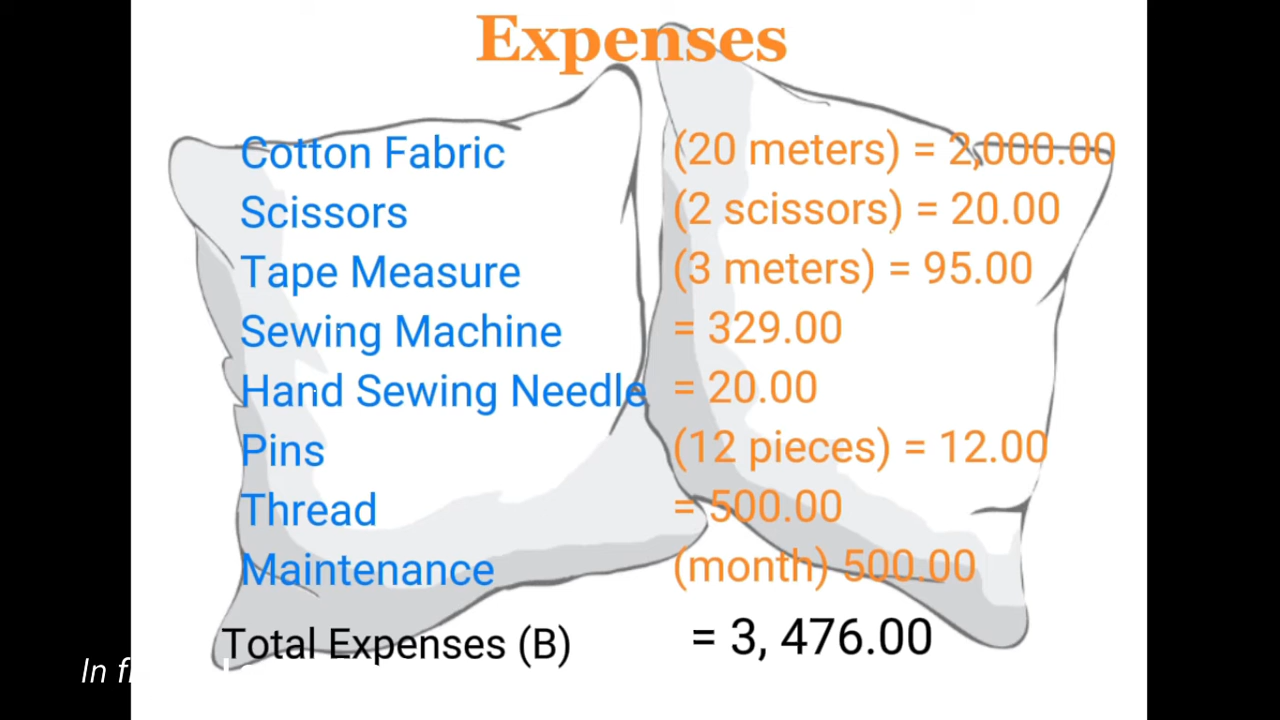 Expenses
Cotton Fabric (20 meters) = 2,000.00
Scissors (2 scissors) = 20.00
Tape Measure (3 meters) = 95.00
Sewing Machine = 329.00
Hand Sewing Needle = 20.00
Pins (12 pieces) = 12.00
Thread = 500.00
Maintenance (month) 500.00
Total Expenses (B) = 3, 476.00
In